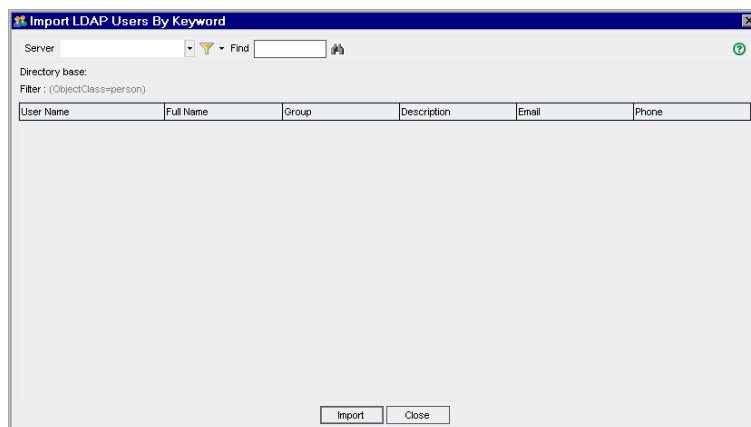 Import LDAP Users By Keyword
Server Find
Directory base:
Filter : (ObjectClass=person)
User Name Full Name Group Description Email Phone
Import Close